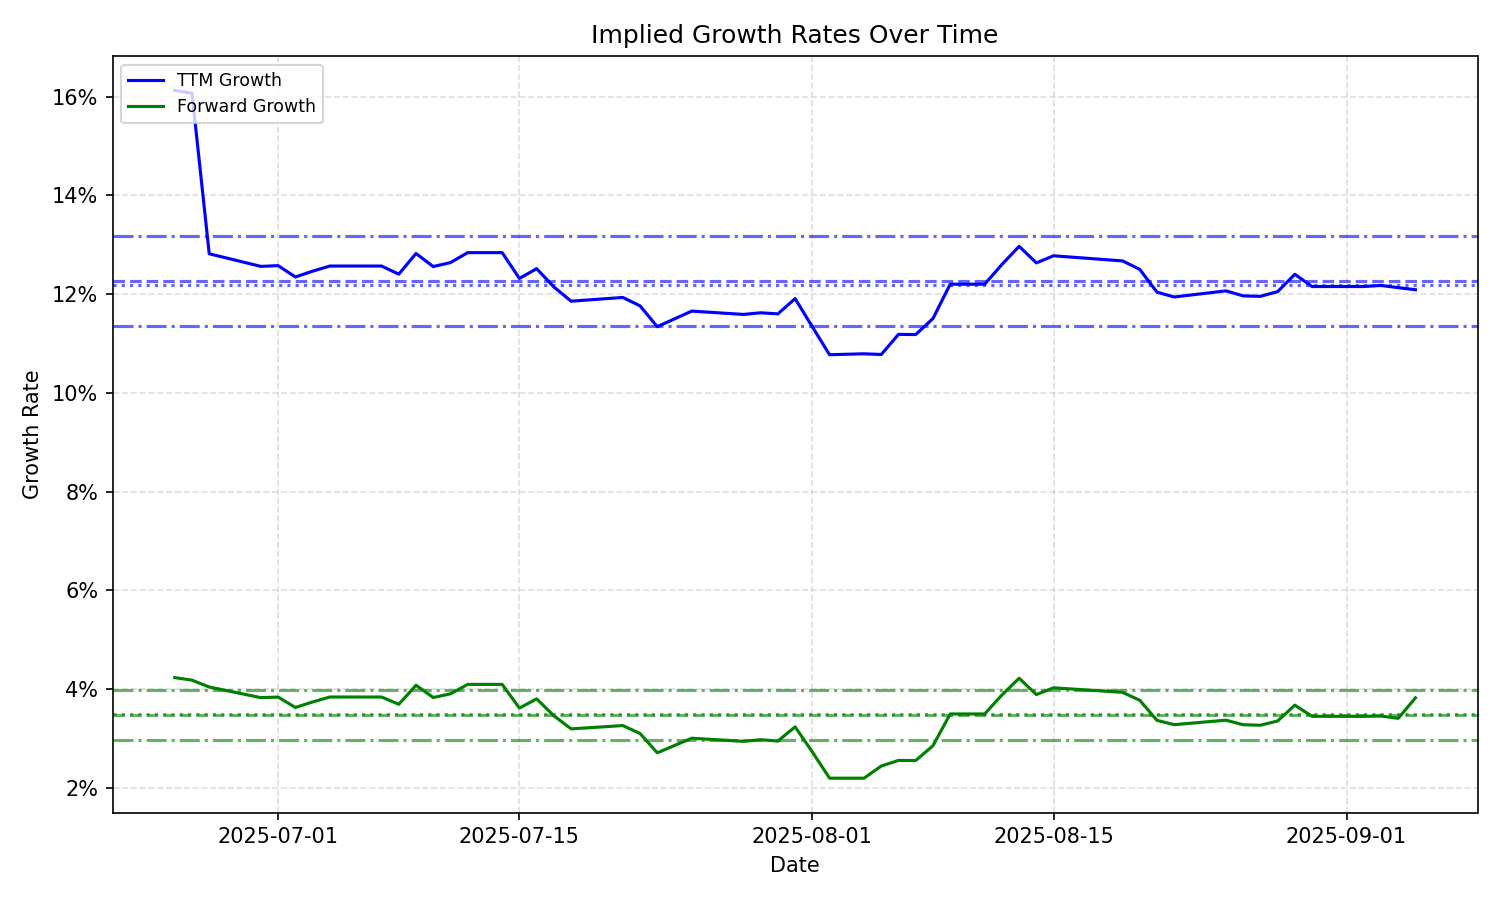 Implied Growth Rates Over Time
TTM Growth
Forward Growth
16%
14%
12%
10%
8%
6%
4%
2%
Growth Rate
2025-07-01
2025-07-15
2025-08-01
2025-08-15
2025-09-01
Date